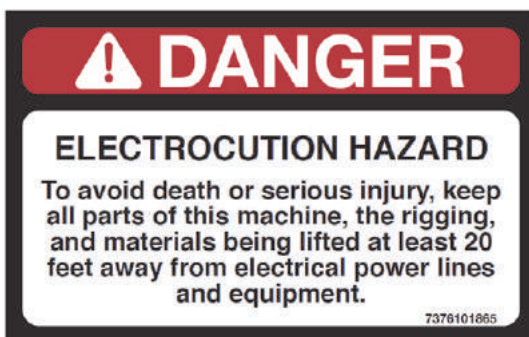 DANGER
ELECTROCUTION HAZARD
To avoid death or serious injury, keep
all parts of this machine, the rigging,
and materials being lifted at least 20
feet away from electrical power lines
and equipment.
7376101865